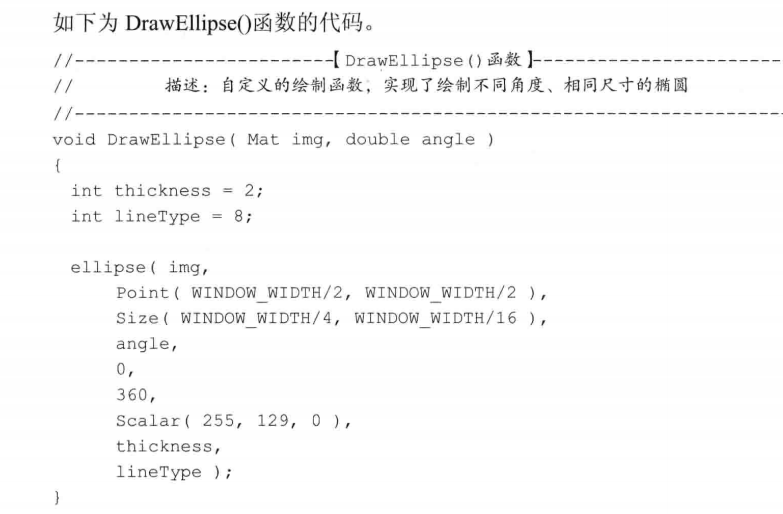 如下为 DrawEllipse()函数的代码。
//------------------------【 DrawEllipse()函数】----------------------
//        描述：自定义的绘制函数，实现了绘制不同角度、相同尺寸的椭圆
//------------------------------------------------------------------
void DrawEllipse( Mat img, double angle )
{
  int thickness = 2;
  int lineType = 8;

  ellipse( img,
      Point( WINDOW_WIDTH/2, WINDOW_WIDTH/2 ),
      Size( WINDOW_WIDTH/4, WINDOW_WIDTH/16 ),
      angle,
      0,
      360,
      Scalar( 255, 129, 0 ),
      thickness,
      lineType );
}